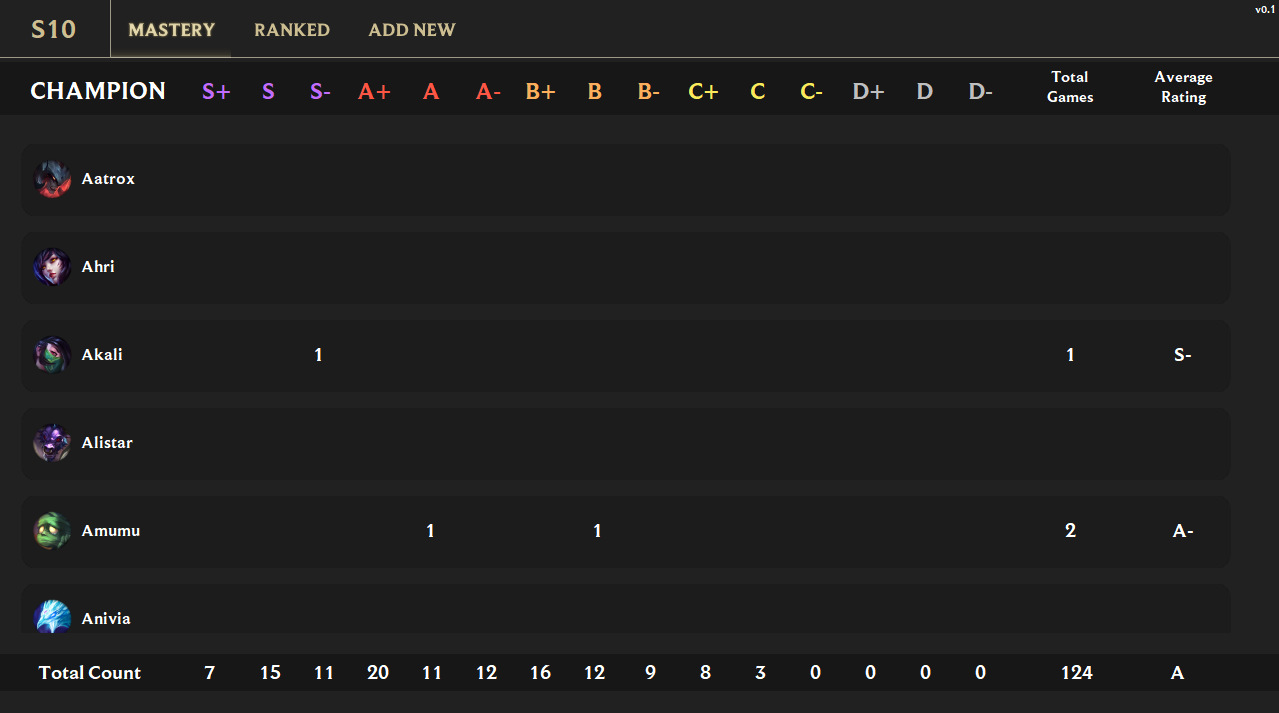 S10 MASTERY RANKED ADD NEW v0.1
CHAMPION S+ S S- A+ A A- B+ B B- C+ C C- D+ D D- Total Games Average Rating
Aatrox
Ahri
Akali 1 1 S-
Alistar
Amumu 1 1 2 A-
Anivia
Total Count 7 15 11 20 11 12 16 12 9 8 3 0 0 0 0 124 A